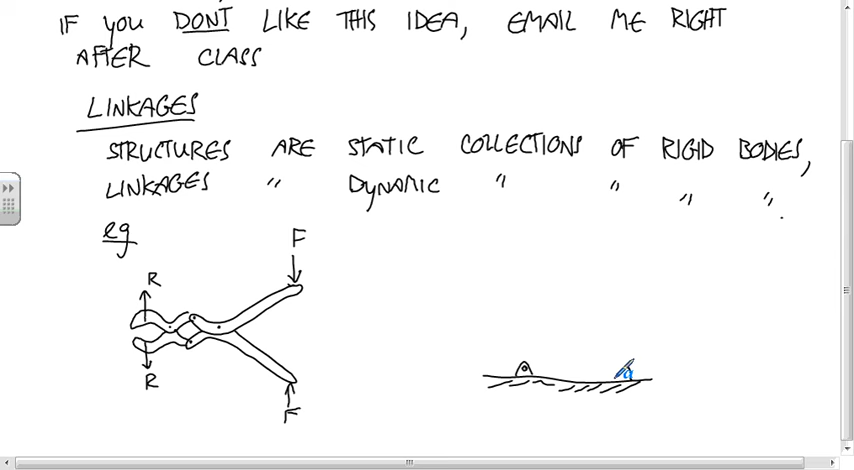 IF you DONT LIKE THIS IDEA, EMAIL ME RIGHT
AFTER CLASS
LINKAGES
STRUCTURES ARE STATIC COLLECTIONS OF RIGID BODIES,
LINKAGES " DYNAMIC " " " ".
eg
F
R
R
F